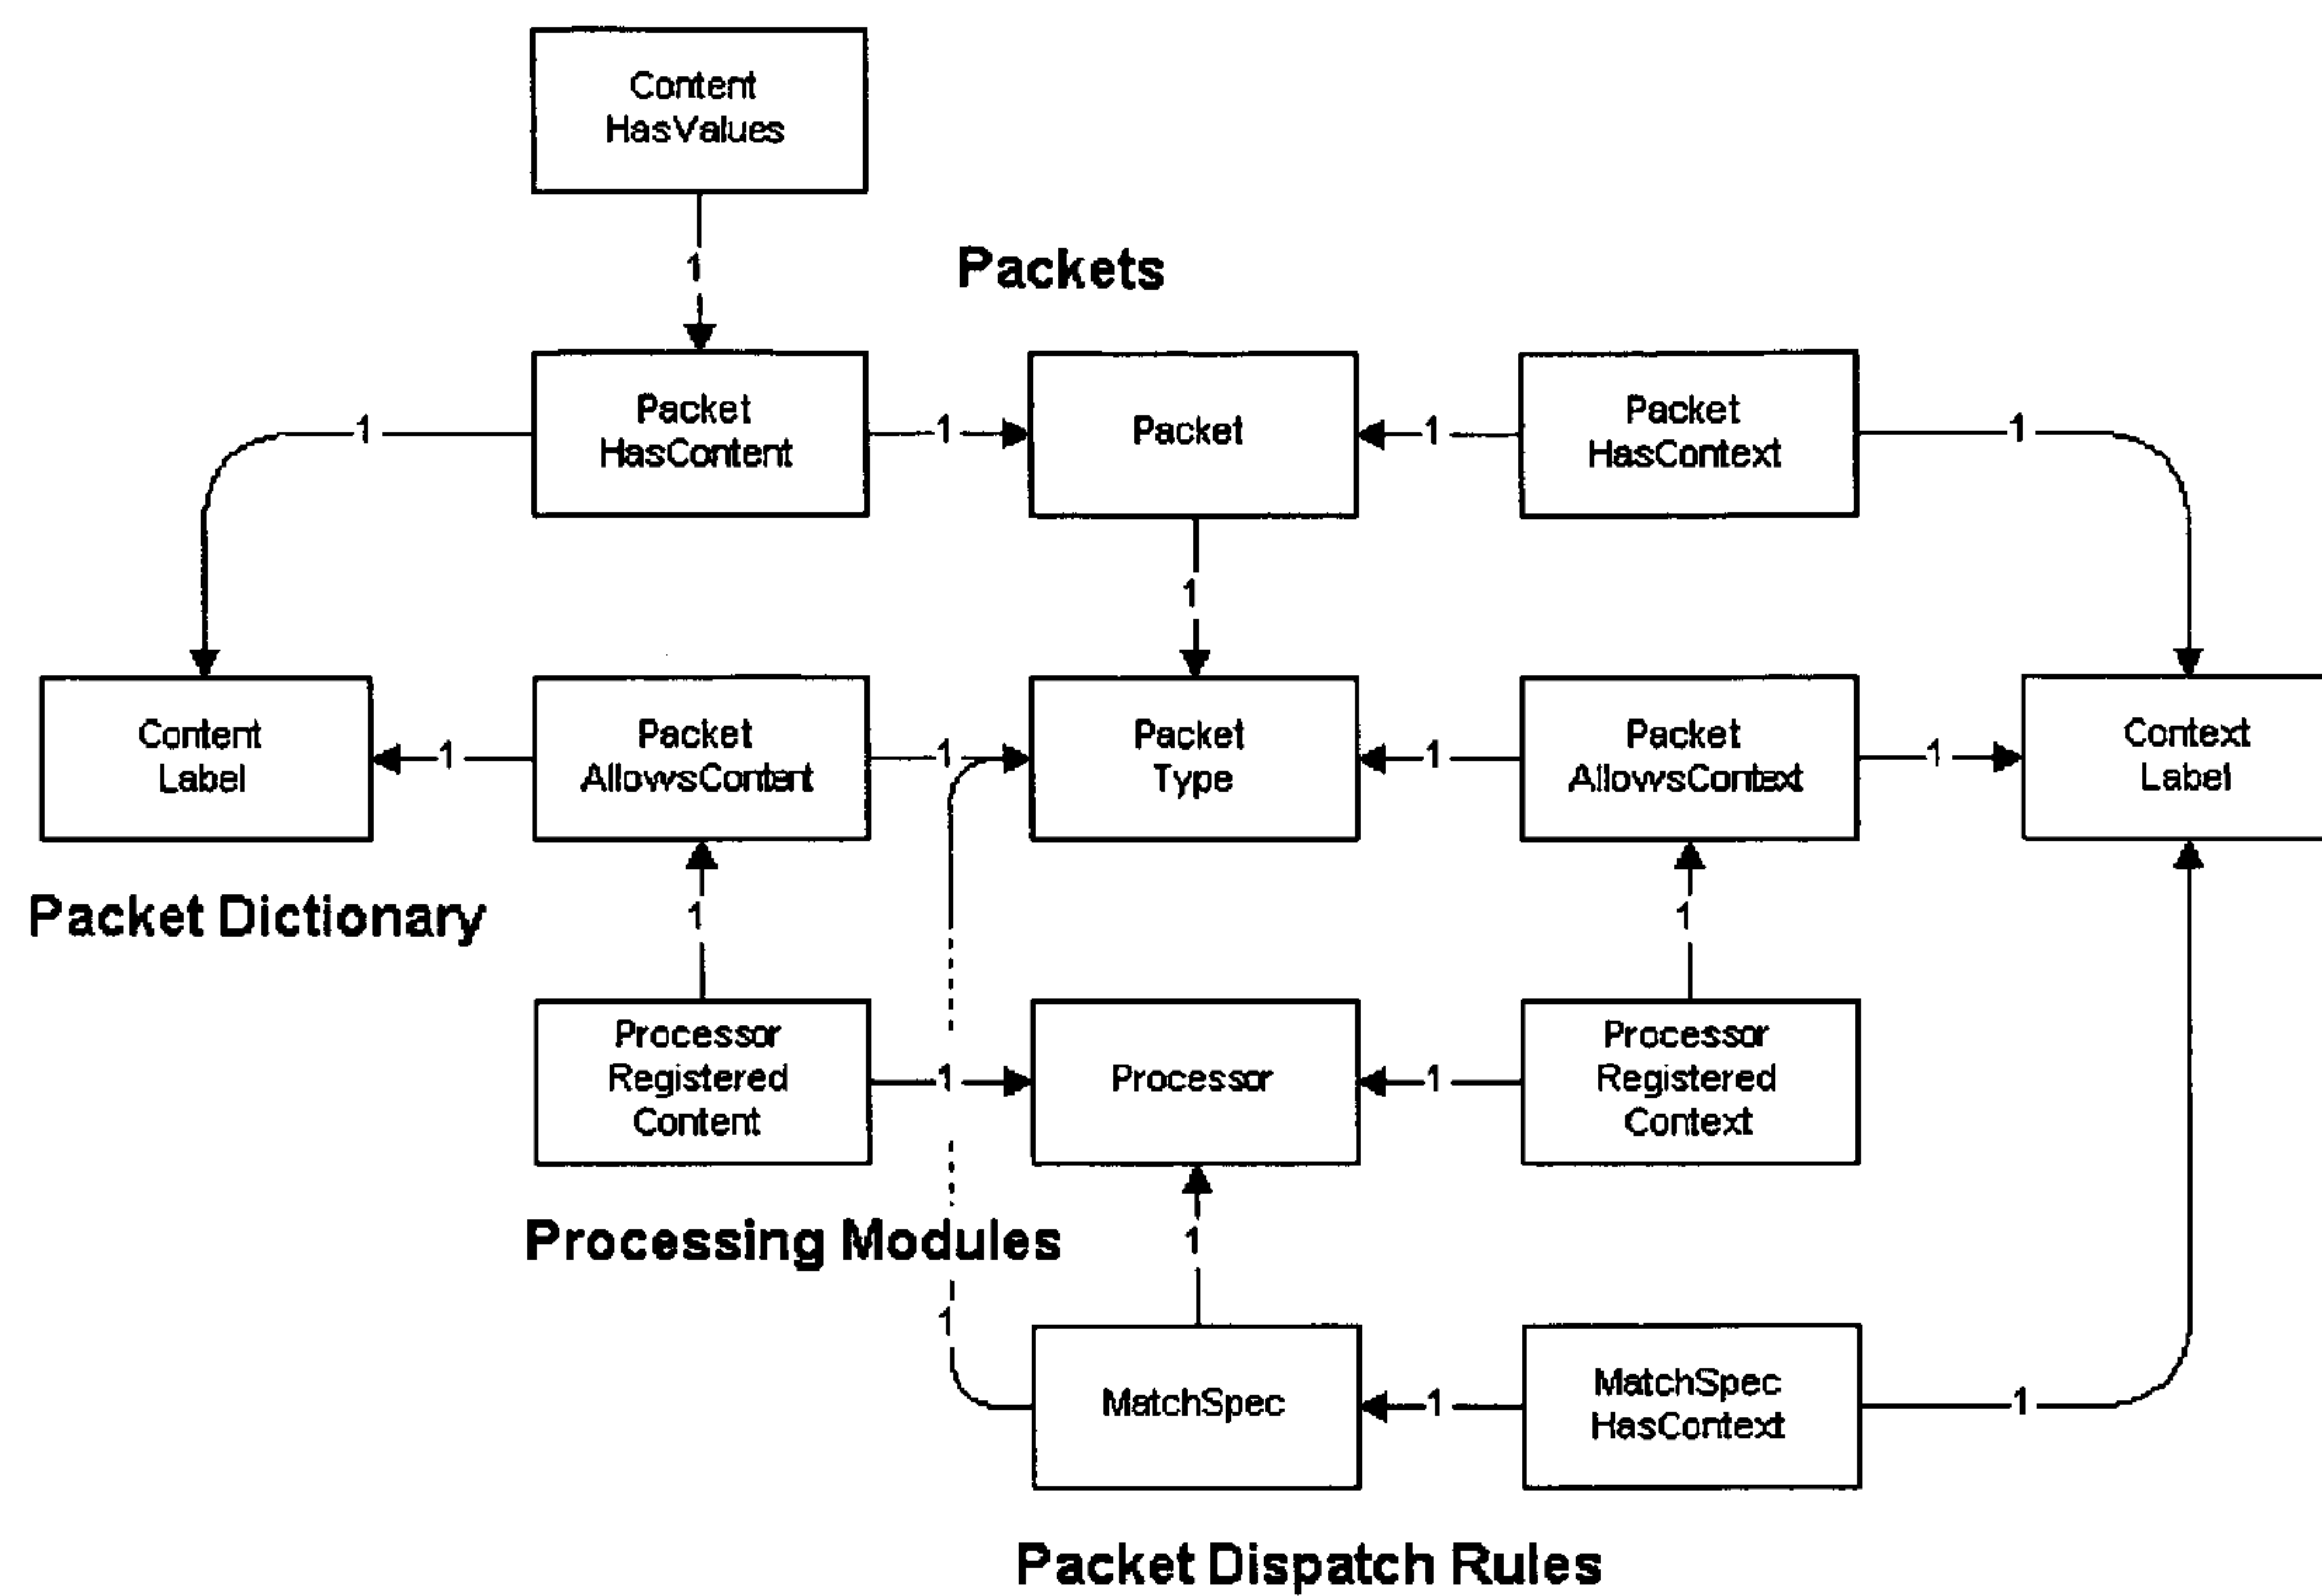 Content
HasValues
1
Packets
Packet
HasContent
Packet
Packet
HasContext
1
1
1
1
1
Content
Label
Packet
AllowsContent
Packet
Type
Packet
AllowsContext
Context
Label
1
1
1
1
Packet Dictionary
1
1
Processor
Registered
Content
Processor
Processor
Registered
Context
1
1
Processing Modules
1
1
MatchSpec
MatchSpec
HasContext
1
1
Packet Dispatch Rules